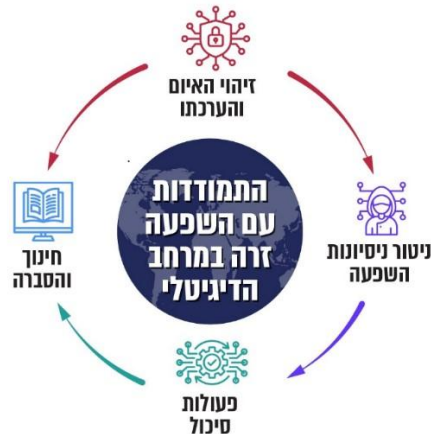 זיהוי האיום
והערכתו
התמודדות
עם השפעה
זרה במרחב
הדיגיטלי
ניטור ניסיונות
השפעה
חינוך
והסברה
פעולות
סיכול